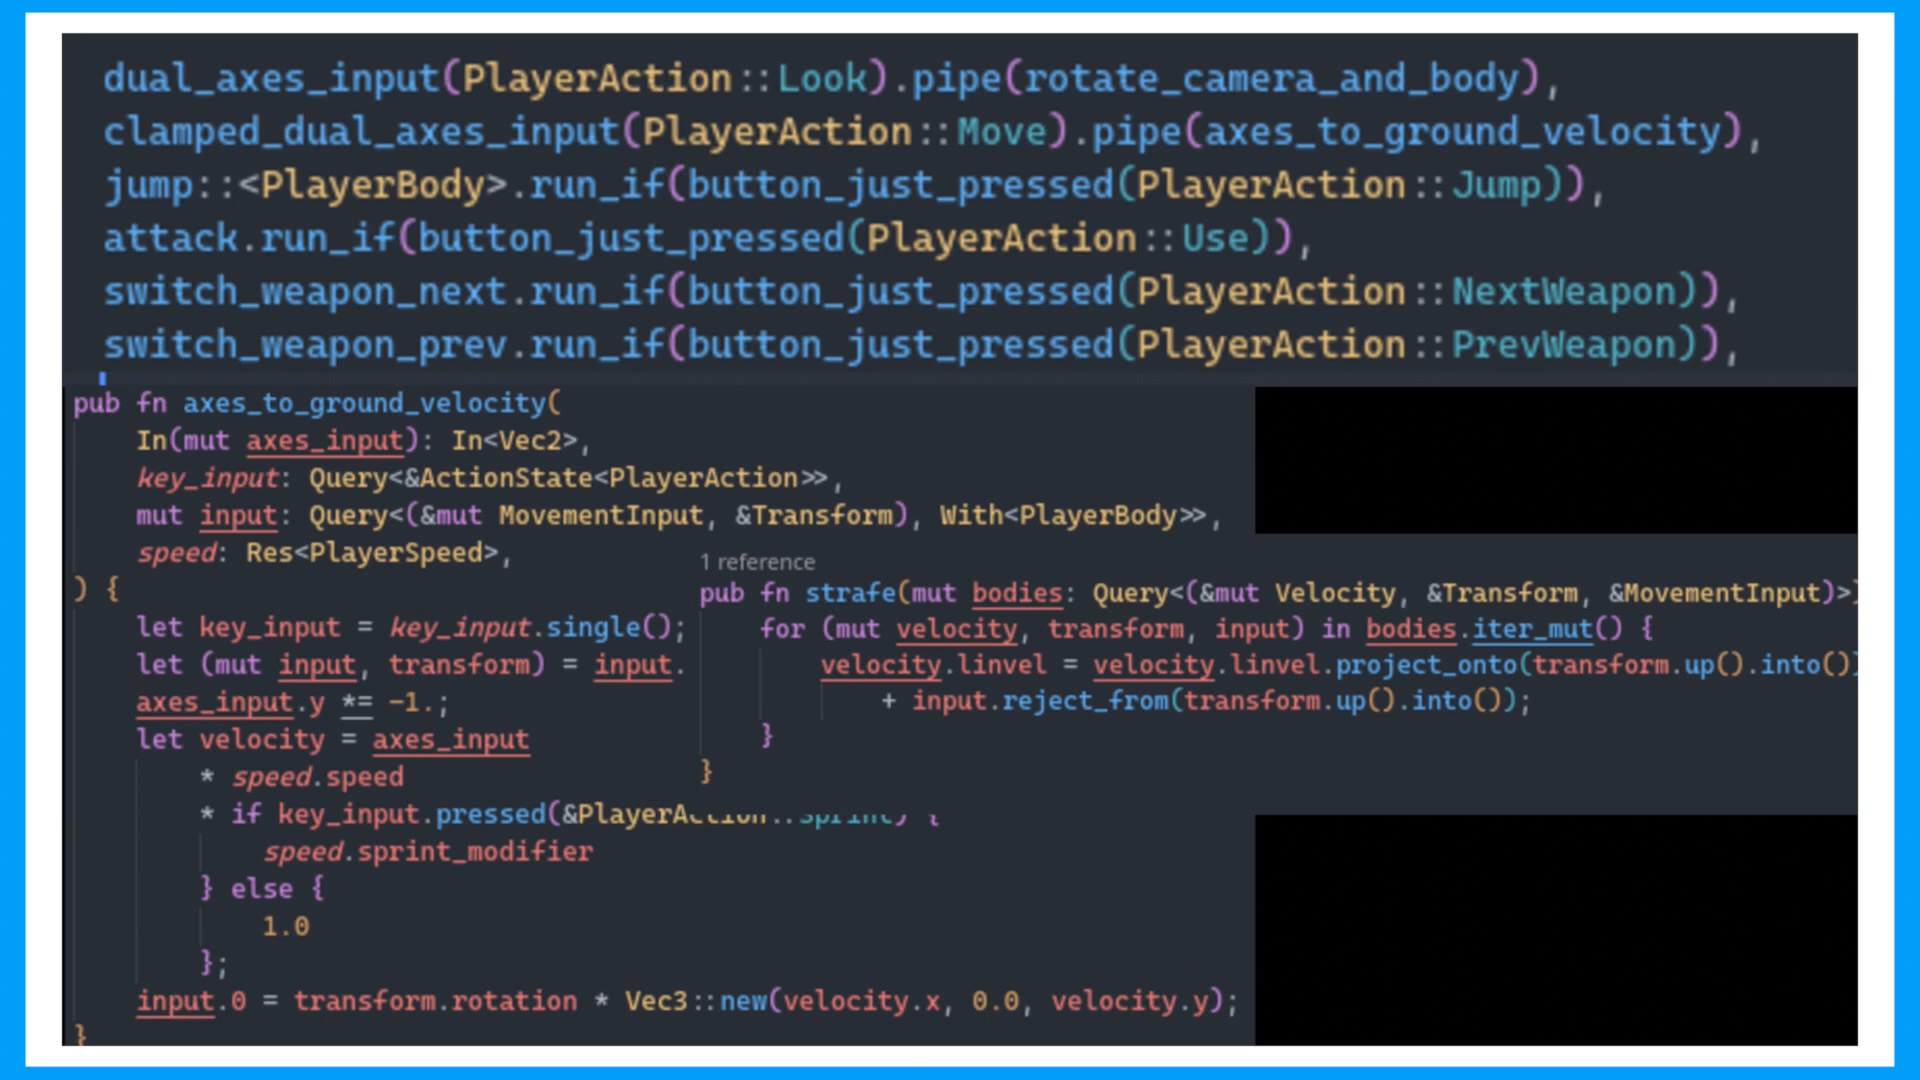 dual_axes_input(PlayerAction::Look).pipe(rotate_camera_and_body),
clamped_dual_axes_input(PlayerAction::Move).pipe(axes_to_ground_velocity),
jump::<PlayerBody>.run_if(button_just_pressed(PlayerAction::Jump)),
attack.run_if(button_just_pressed(PlayerAction::Use)),
switch_weapon_next.run_if(button_just_pressed(PlayerAction::NextWeapon)),
switch_weapon_prev.run_if(button_just_pressed(PlayerAction::PrevWeapon)),
pub fn axes_to_ground_velocity(
In(mut axes_input): In<Vec2>,
key_input: Query<&ActionState<PlayerAction>>,
mut input: Query<(&mut MovementInput, &Transform), With<PlayerBody>>,
speed: Res<PlayerSpeed>,
) {
let key_input = key_input.single();
let (mut input, transform) = input.
axes_input.y *= -1.;
let velocity = axes_input
* speed.speed
* if key_input.pressed(&PlayerAction::Sprint) {
speed.sprint_modifier
} else {
1.0
};
input.0 = transform.rotation * Vec3::new(velocity.x, 0.0, velocity.y);
}
1 reference
pub fn strafe(mut bodies: Query<(&mut Velocity, &Transform, &MovementInput)>)
for (mut velocity, transform, input) in bodies.iter_mut() {
velocity.linvel = velocity.linvel.project_onto(transform.up().into())
+ input.reject_from(transform.up().into());
}
}